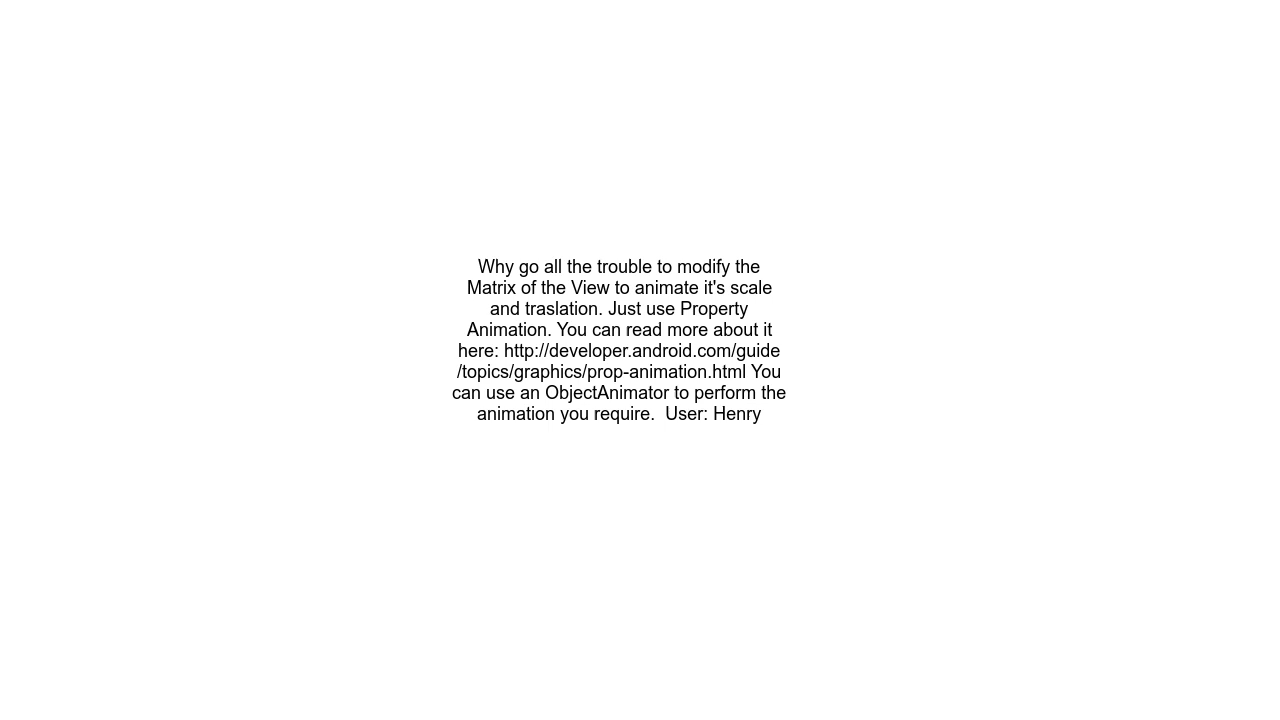 Why go all the trouble to modify the
Matrix of the View to animate it's scale
and traslation. Just use Property
Animation. You can read more about it
here: http://developer.android.com/guide
/topics/graphics/prop-animation.html You
can use an ObjectAnimator to perform the
animation you require.  User: Henry